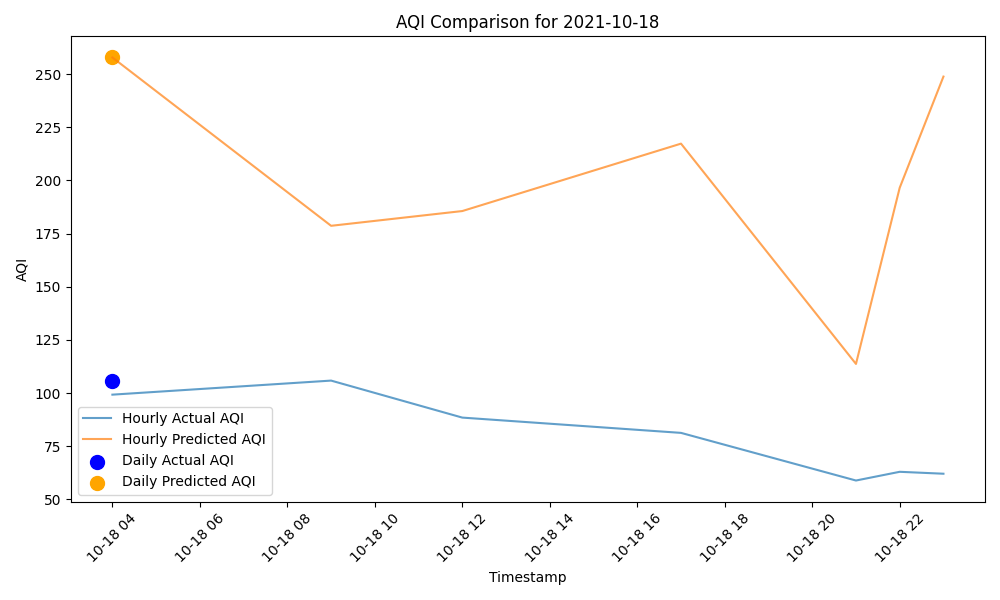 AQI Comparison for 2021-10-18
AQI
250
225
200
175
150
125
100
75
50
Hourly Actual AQI
Hourly Predicted AQI
Daily Actual AQI
Daily Predicted AQI
10-18 04
10-18 06
10-18 08
10-18 10
10-18 12
10-18 14
10-18 16
10-18 18
10-18 20
10-18 22
Timestamp